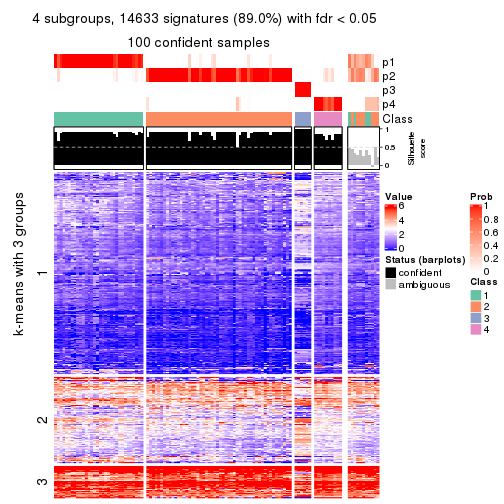 4 subgroups, 14633 signatures (89.0%) with fdr < 0.05
100 confident samples
p1
p2
p3
p4
Class
1
0.5
0
Silhouette
score
k-means with 3 groups
1
2
3
Value
6
4
2
0
Status (barplots)
confident
ambiguous
Prob
1
0.8
0.6
0.4
0.2
0
Class
1
2
3
4